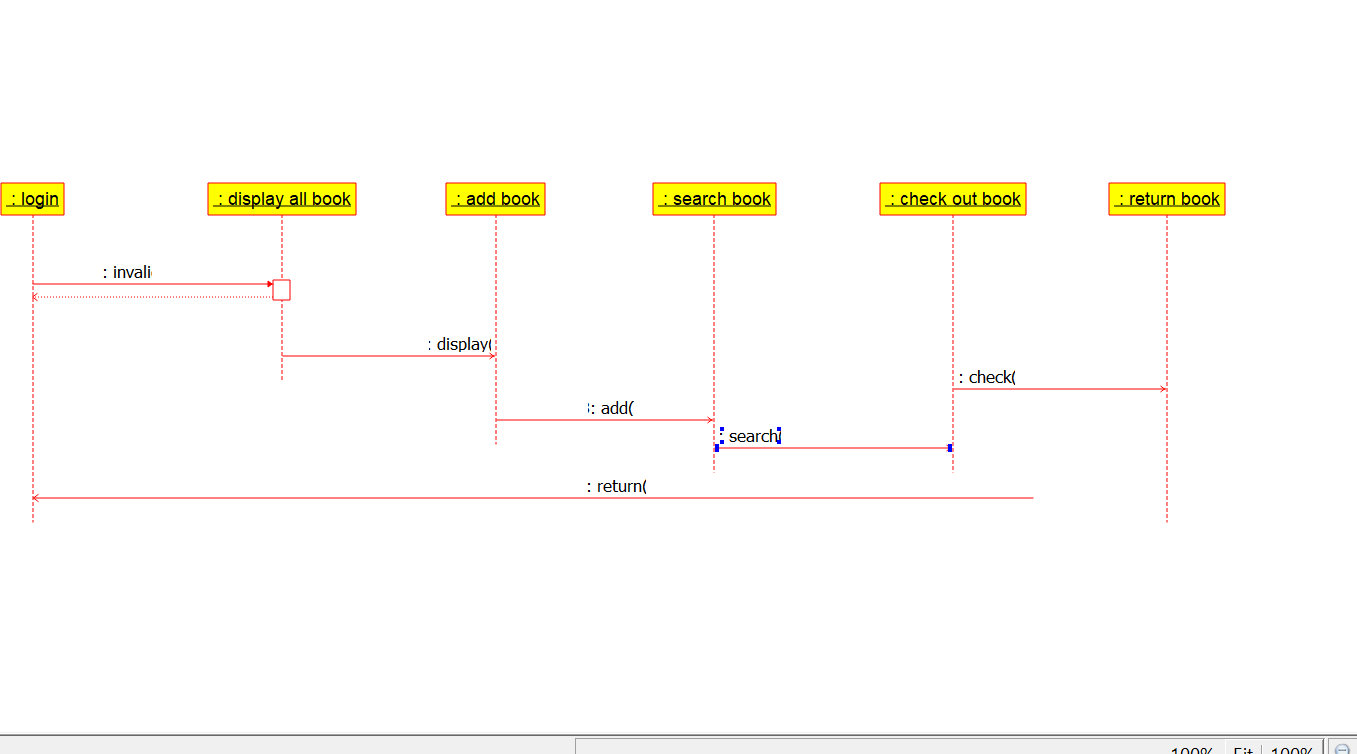 : login
: display all book
: add book
: search book
: check out book
: return book
: invali
: display(
: check(
: add(
: search(
: return(
100%
Fit
100%